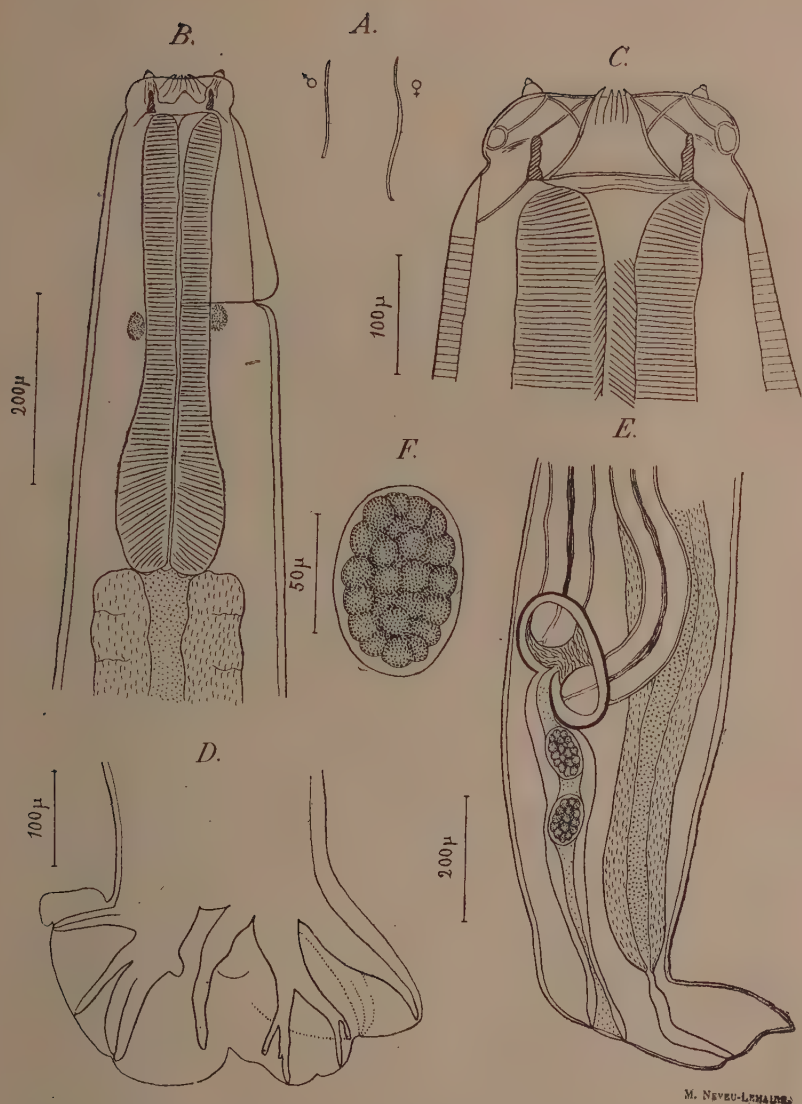 A.
B.
C.
♂
♀
200µ
100µ
F.
E.
50µ
D.
100µ
200µ
M. NEVEU-LEMAIRE